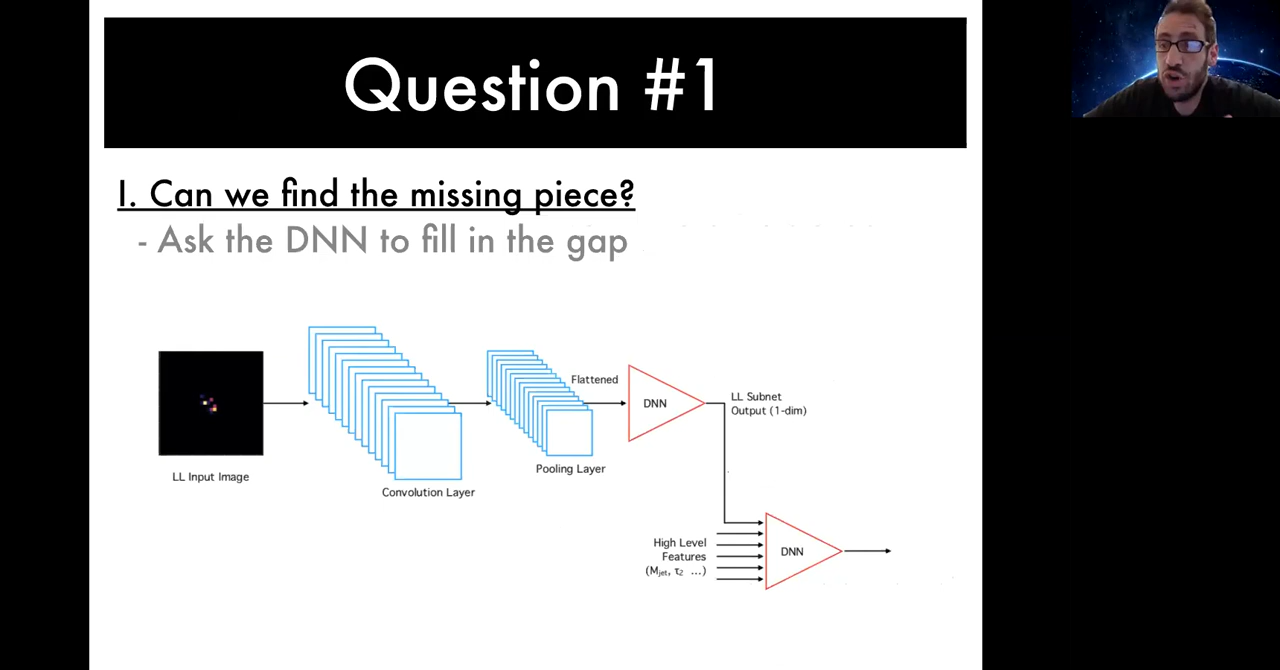 Question #1
I. Can we find the missing piece?
- Ask the DNN to fill in the gap
Flattened
DNN
LL Subnet
Output (1-dim)
LL Input Image
Pooling Layer
Convolution Layer
High Level
Features
(Mjet, τ2 ...)
DNN